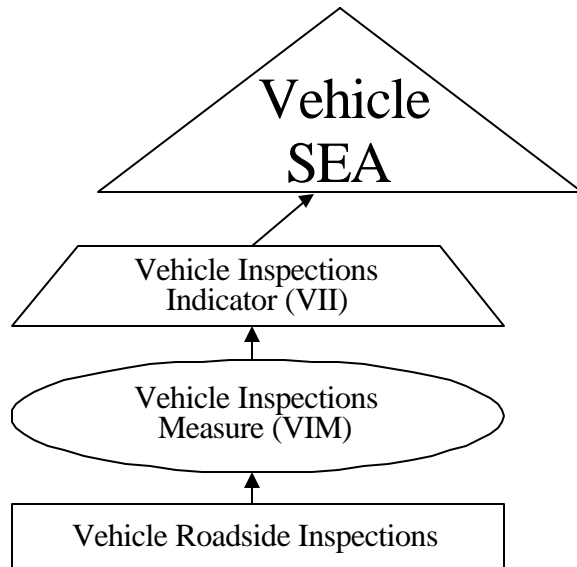 Vehicle
SEA
Vehicle Inspections
Indicator (VII)
Vehicle Inspections
Measure (VIM)
Vehicle Roadside Inspections